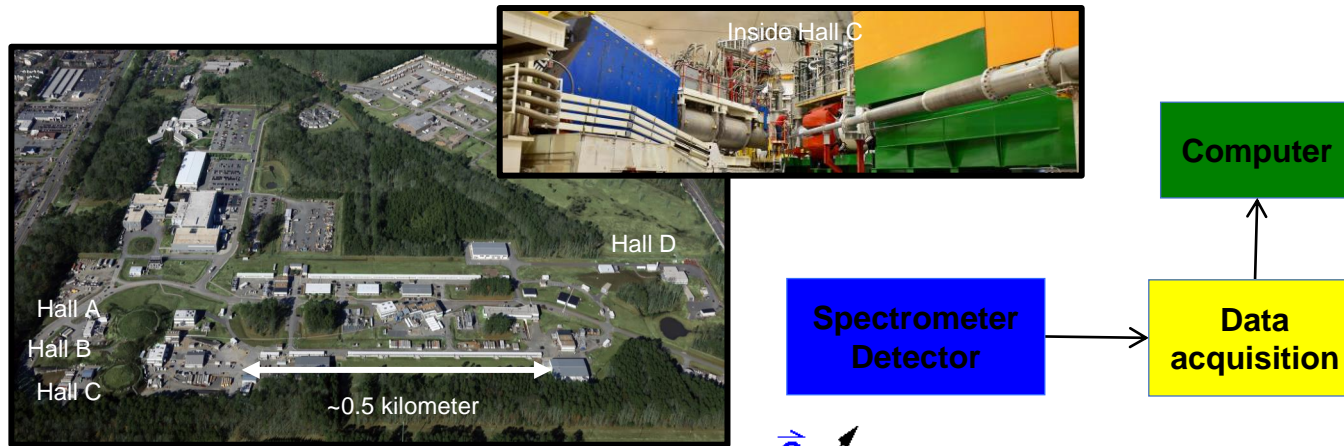 Inside Hall C
Hall D
Hall A
Hall B
Hall C
~0.5 kilometer
Computer
Spectrometer
Detector
Data
acquisition